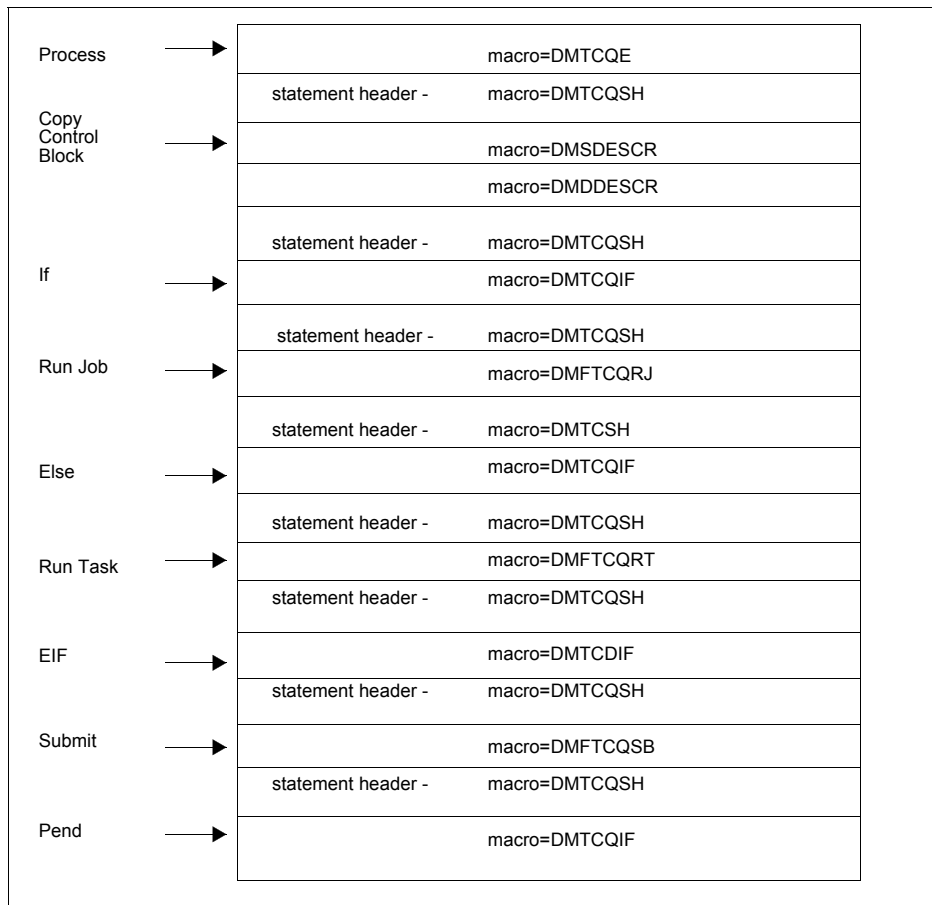 Process macro=DMTCQE
statement header - macro=DMTCQSH
Copy
Control
Block macro=DMSDESCR
macro=DMDDESCR
statement header - macro=DMTCQSH
If macro=DMTCQIF
statement header - macro=DMTCQSH
Run Job macro=DMFTCQRJ
statement header - macro=DMTCSH
Else macro=DMTCQIF
statement header - macro=DMTCQSH
Run Task macro=DMFTCQRT
statement header - macro=DMTCQSH
EIF macro=DMTCDIF
statement header - macro=DMTCQSH
Submit macro=DMFTCQSB
statement header - macro=DMTCQSH
Pend macro=DMTCQIF